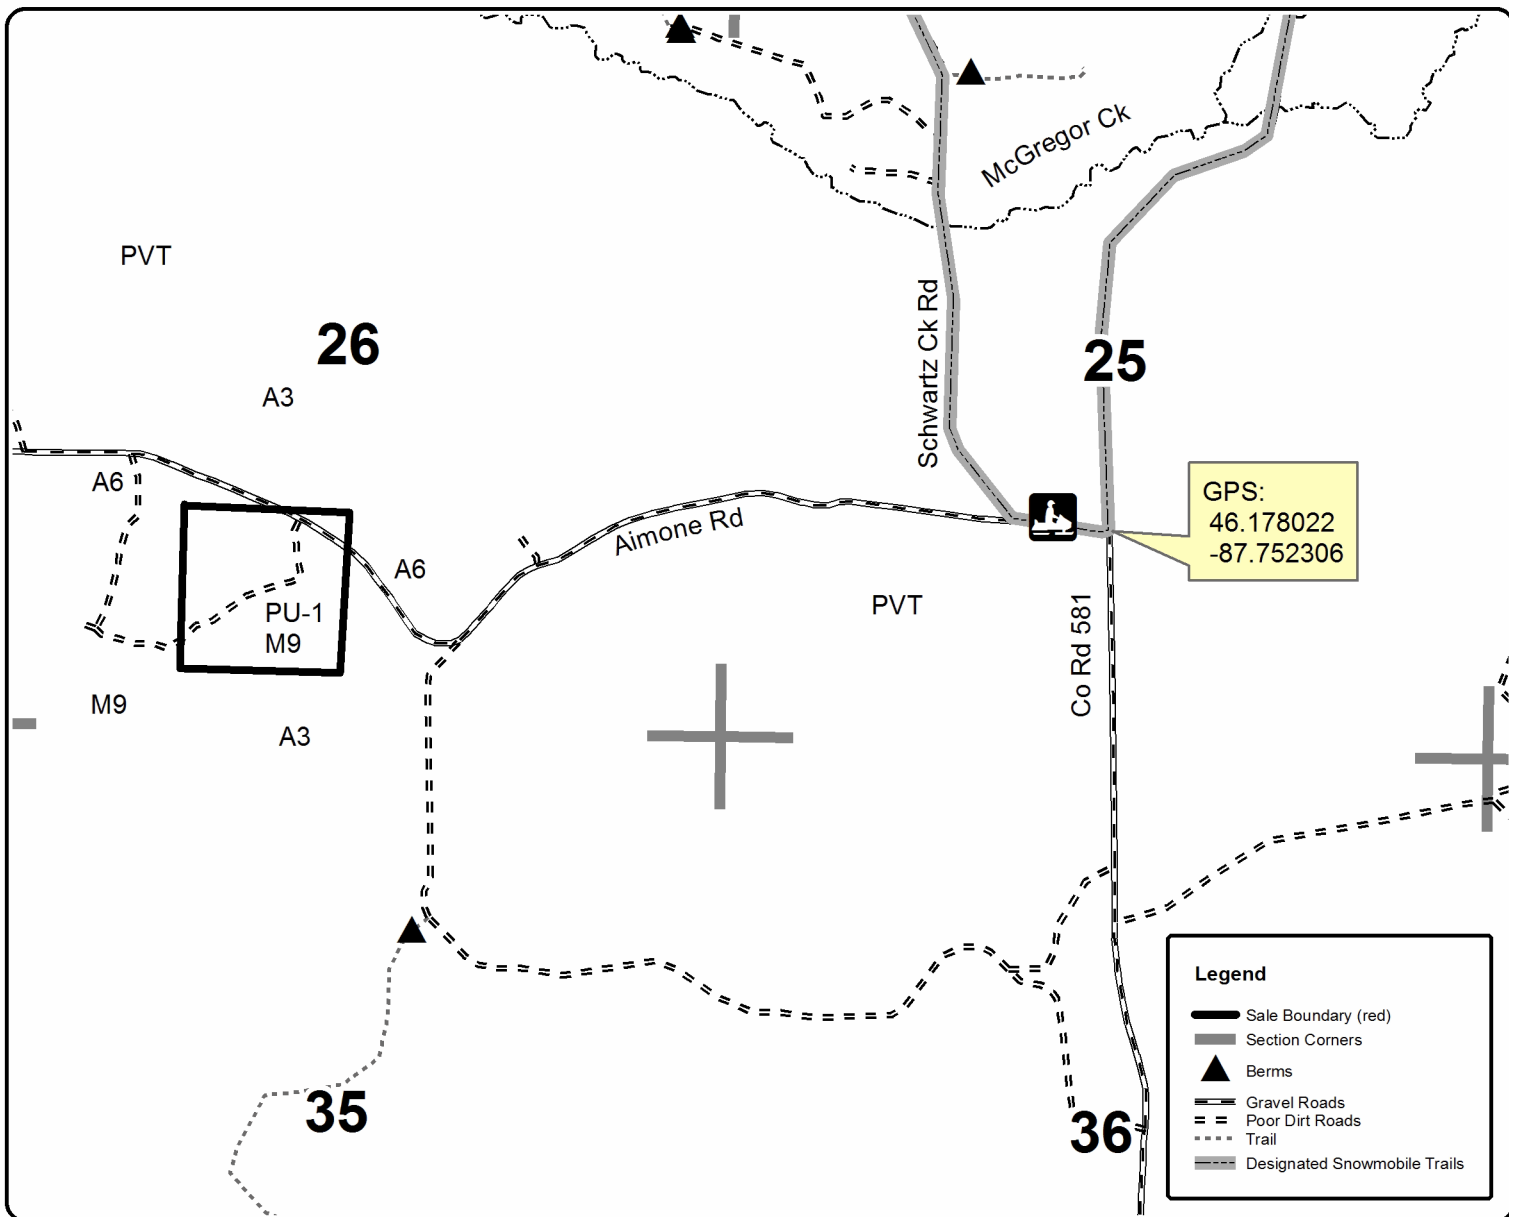 McGregor Ck
PVT
26
Schwartz Ck Rd
25
A3
A6
GPS:
46.178022
-87.752306
Aimone Rd
A6
PU-1
M9
PVT
Co Rd 581
M9
A3
Legend
Sale Boundary (red)
Section Corners
Berms
Gravel Roads
Poor Dirt Roads
Trail
Designated Snowmobile Trails
35
36